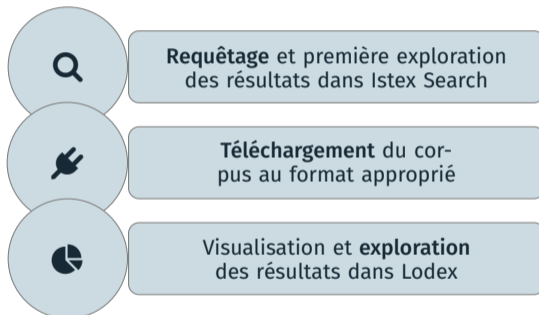 Requêtage et première exploration
des résultats dans Istex Search
Téléchargement du cor-
pus au format approprié
Visualisation et exploration
des résultats dans Lodex